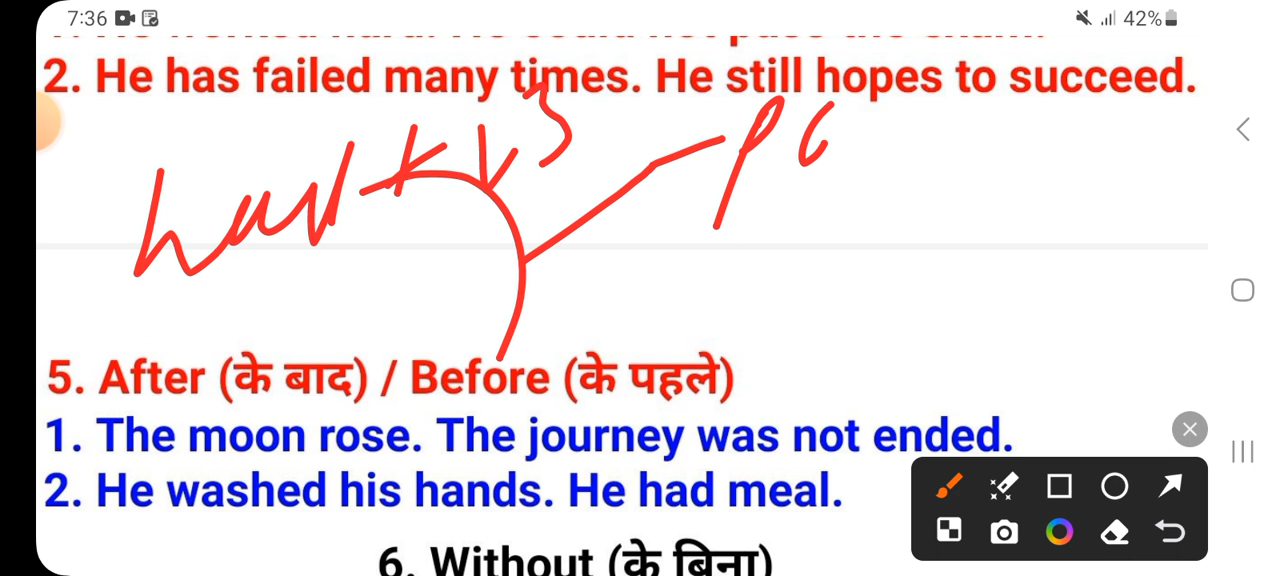 7:36 42%
2. He has failed many times. He still hopes to succeed.
5. After (के बाद) / Before (के पहले)
1. The moon rose. The journey was not ended.
2. He washed his hands. He had meal.
6. Without (के बिना)